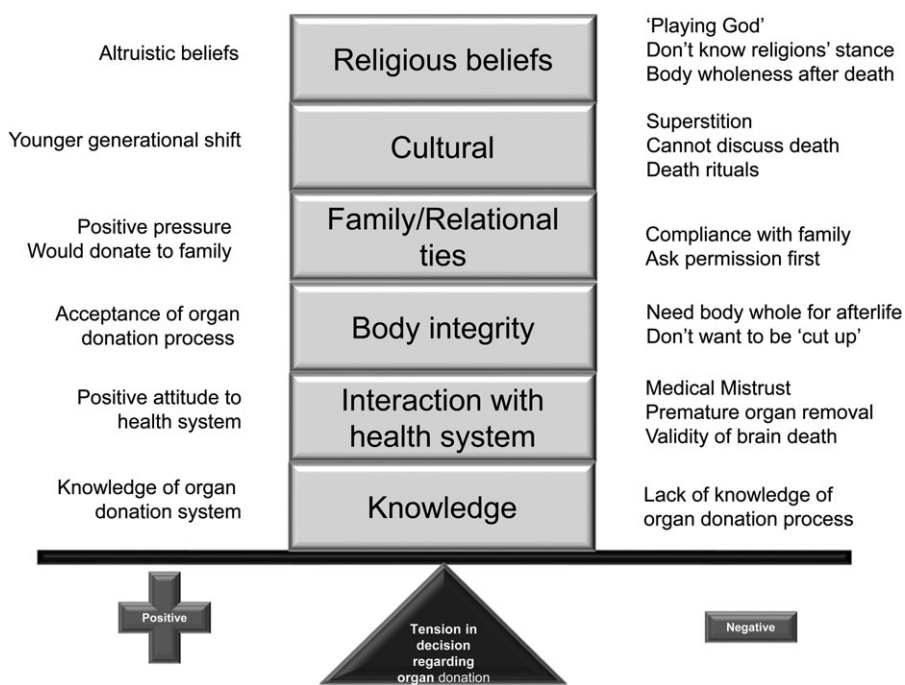 Altruistic beliefs
Religious beliefs
‘Playing God’
Don’t know religions’ stance
Body wholeness after death
Younger generational shift
Cultural
Superstition
Cannot discuss death
Death rituals
Positive pressure
Would donate to family
Family/Relational
ties
Compliance with family
Ask permission first
Acceptance of organ
donation process
Body integrity
Need body whole for afterlife
Don’t want to be ‘cut up’
Positive attitude to
health system
Interaction with
health system
Medical Mistrust
Premature organ removal
Validity of brain death
Knowledge of organ
donation system
Knowledge
Lack of knowledge of
organ donation process
Positive
Tension in
decision
regarding
organ donation
Negative